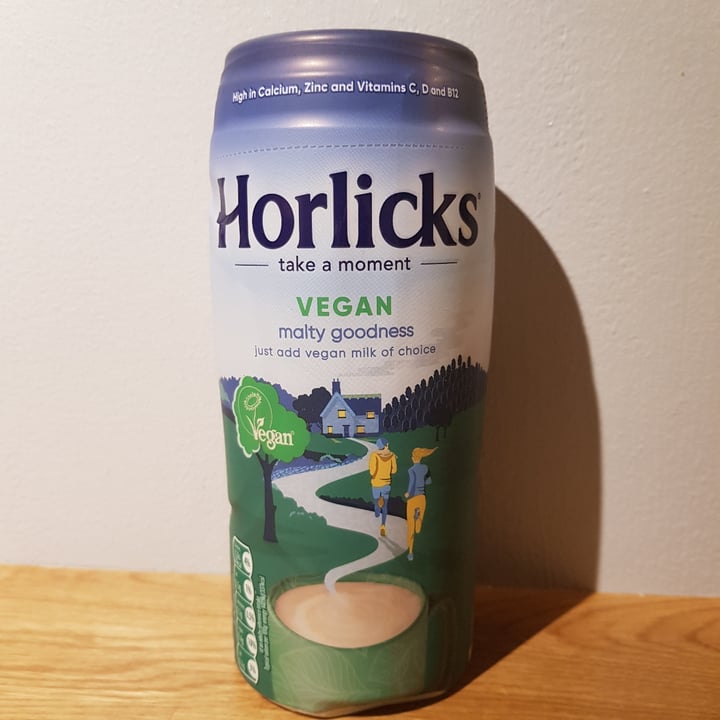 High in Calcium, Zinc and Vitamins C, D and B12
Horlicks®
take a moment
VEGAN
malty goodness
just add vegan milk of choice
Vegan